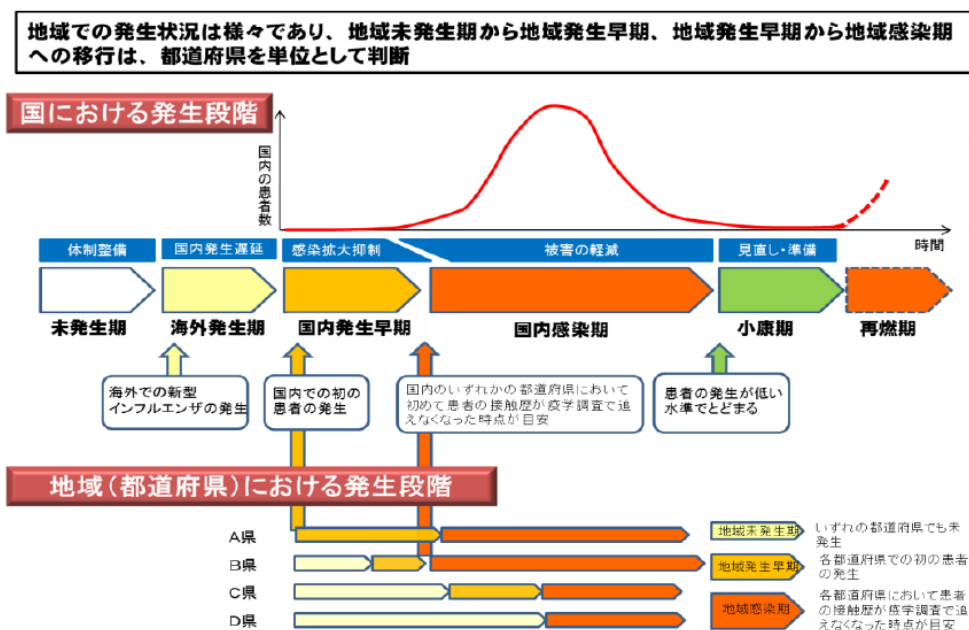 地域での発生状況は様々であり、地域未発生期から地域発生早期、地域発生早期から地域感染期
への移行は、都道府県を単位として判断
国における発生段階
国内の患者数
体制整備
国内発生遅延
感染拡大抑制
被害の軽減
見直し・準備
時間
未発生期
海外発生期
国内発生早期
国内感染期
小康期
再燃期
海外での新型
インフルエンザの発生
国内での初の
患者の発生
国内のいずれかの都道府県において
初めて患者の接触歴が疫学調査で追
えなくなった時点が目安
患者の発生が低い
水準でとどまる
地域（都道府県）における発生段階
A県
B県
C県
D県
地域未発生期
いずれの都道府県でも未
発生
地域発生早期
各都道府県での初の患者
の発生
地域感染期
各都道府県において患者
の接触歴が疫学調査で追
えなくなった時点が目安